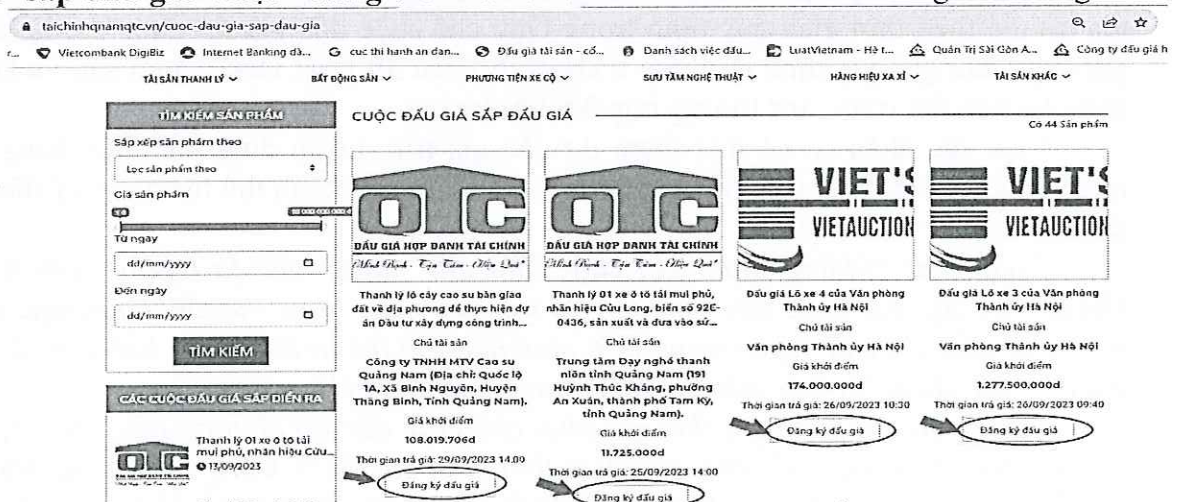 taichinhqnamqtc.vn/cuoc-dau-gia-sap-dau-gia
Vietcombank DigiBiz
Internet Banking dà...
cuc thi hanh an dan...
Đấu giá tài sản - cổ...
Danh sách việc đấu...
LuatVietnam - Hệ t...
Quản Trị Sài Gòn A...
Công ty đấu giá h
TÀI SẢN THANH LÝ
BẤT ĐỘNG SẢN
PHƯƠNG TIỆN XE CỘ
SƯU TẦM NGHỆ THUẬT
HÀNG HIỆU XA XỈ
TÀI SẢN KHÁC
TÌM KIẾM SẢN PHẨM
Sắp xếp sản phẩm theo
Lọc sản phẩm theo
Giá sản phẩm
Từ ngày
dd/mm/yyyy
Đến ngày
dd/mm/yyyy
TÌM KIẾM
CÁC CUỘC ĐẤU GIÁ SẮP DIỄN RA
Thanh lý 01 xe ô tô tải
mui phủ, nhãn hiệu Cửu...
13/09/2023
CUỘC ĐẤU GIÁ SẮP ĐẤU GIÁ
Có 44 Sản phẩm
QTC
ĐẤU GIÁ HỢP DANH TÀI CHÍNH
Thanh lý lô cây cao su bàn giao
đất về địa phương để thực hiện dự
án Đầu tư xây dựng công trình...
Chủ tài sản
Công ty TNHH MTV Cao su
Quảng Nam (Địa chỉ: Quốc lộ
1A, Xã Bình Nguyên, Huyện
Thăng Bình, Tỉnh Quảng Nam).
Giá khởi điểm
108.019.706đ
Thời gian trả giá: 29/09/2023 14:00
Đăng ký đấu giá
QTC
ĐẤU GIÁ HỢP DANH TÀI CHÍNH
Thanh lý 01 xe ô tô tải mui phủ,
nhãn hiệu Cửu Long, biển số 92C-
0436, sản xuất và đưa vào sử...
Chủ tài sản
Trung tâm Dạy nghề thanh
niên tỉnh Quảng Nam (191
Huỳnh Thúc Kháng, phường
An Xuân, thành phố Tam Kỳ,
tỉnh Quảng Nam).
Giá khởi điểm
11.725.000đ
Thời gian trả giá: 25/09/2023 14:00
Đăng ký đấu giá
VIET'S
VIETAUCTION
Đấu giá Lô xe 4 của Văn phòng
Thành ủy Hà Nội
Chủ tài sản
Văn phòng Thành ủy Hà Nội
Giá khởi điểm
174.000.000đ
Thời gian trả giá: 26/09/2023 10:30
Đăng ký đấu giá
VIET'S
VIETAUCTION
Đấu giá Lô xe 3 của Văn phòng
Thành ủy Hà Nội
Chủ tài sản
Văn phòng Thành ủy Hà Nội
Giá khởi điểm
1.277.500.000đ
Thời gian trả giá: 26/09/2023 09:40
Đăng ký đấu giá